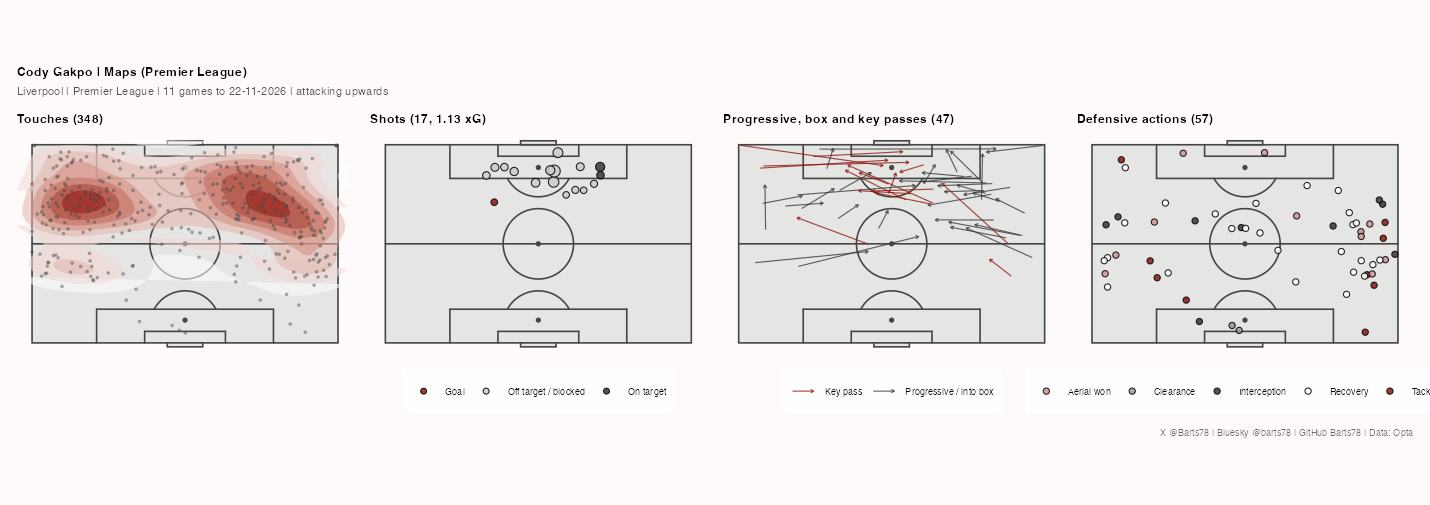 Cody Gakpo | Maps (Premier League)
Liverpool | Premier League | 11 games to 22-11-2026 | attacking upwards
Touches (348)
Shots (17, 1.13 xG)
Progressive, box and key passes (47)
Defensive actions (57)
Goal
Off target / blocked
On target
Key pass
Progressive / into box
Aerial won
Clearance
Interception
Recovery
Tack
X @Barts78 | Bluesky @barts78 | GitHub Barts78 | Data: Opta